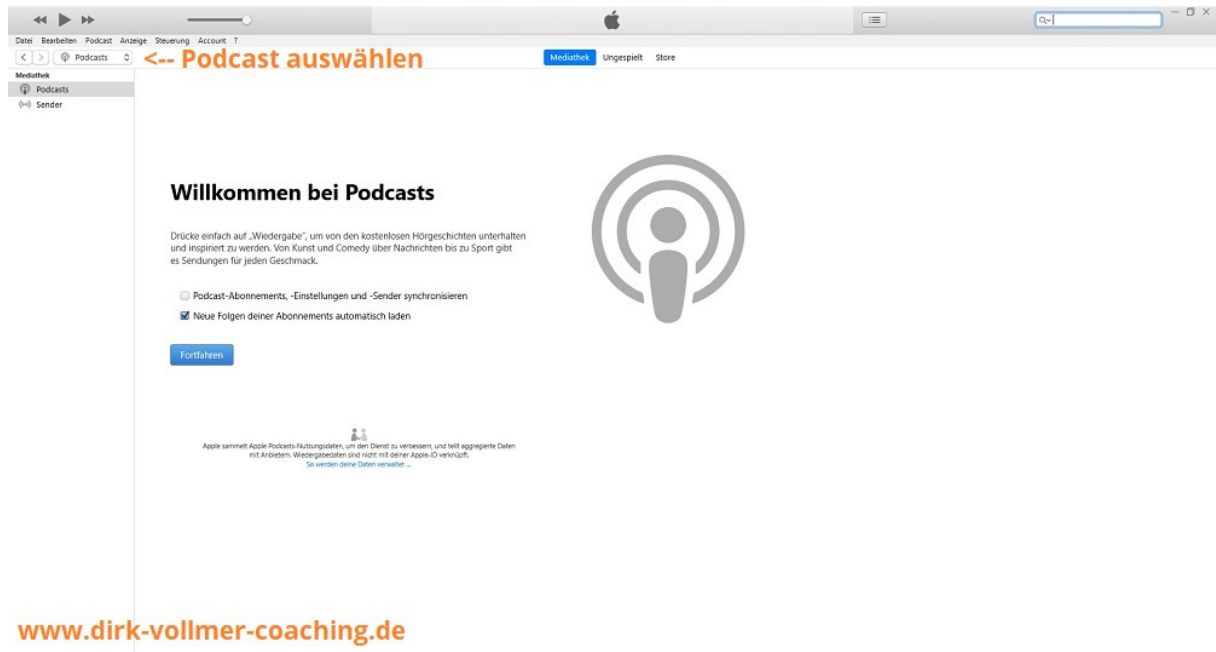 Datei Bearbeiten Podcast Anzeige Steuerung Account ?
Podcasts
<-- Podcast auswählen
Mediathek Ungespielt Store
Mediathek
Podcasts
Sender
Willkommen bei Podcasts
Drücke einfach auf „Wiedergabe“, um von den kostenlosen Hörgeschichten unterhalten
und inspiriert zu werden. Von Kunst und Comedy über Nachrichten bis zu Sport gibt
es Sendungen für jeden Geschmack.
Podcast-Abonnements, -Einstellungen und -Sender synchronisieren
Neue Folgen deiner Abonnements automatisch laden
Fortfahren
Apple sammelt Apple Podcasts-Nutzungsdaten, um den Dienst zu verbessern, und teilt aggregierte Daten
mit Anbietern. Wiedergabedaten sind nicht mit deiner Apple-ID verknüpft.
So werden deine Daten verwaltet ...
www.dirk-vollmer-coaching.de